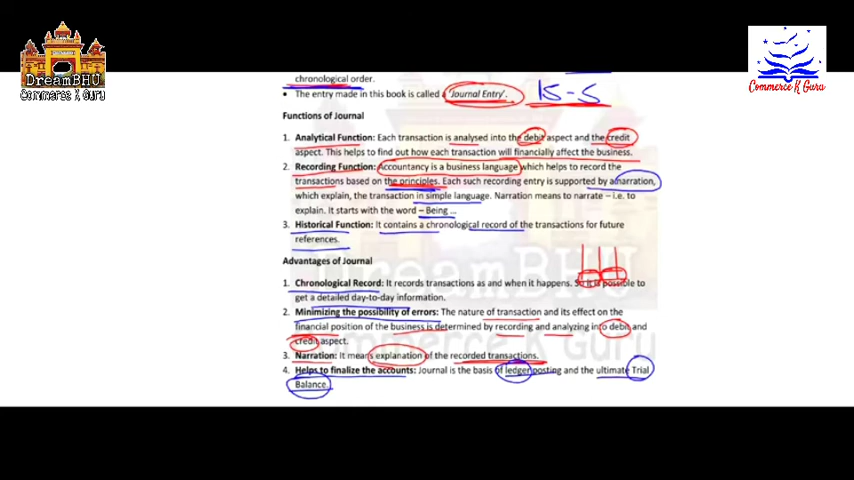 DreamBHU
Commerce K Guru
Commerce K Guru
chronological order.
• The entry made in this book is called a 'Journal Entry'.
15-5
Functions of Journal
1. Analytical Function: Each transaction is analysed into the debit aspect and the credit
aspect. This helps to find out how each transaction will financially affect the business.
2. Recording Function: Accountancy is a business language which helps to record the
transactions based on the principles. Each such recording entry is supported by a narration,
which explain, the transaction in simple language. Narration means to narrate – i.e. to
explain. It starts with the word – Being ...
3. Historical Function: It contains a chronological record of the transactions for future
references.
Advantages of Journal
1. Chronological Record: It records transactions as and when it happens. So it is possible to
get a detailed day-to-day information.
2. Minimizing the possibility of errors: The nature of transaction and its effect on the
financial position of the business is determined by recording and analyzing into debit and
credit aspect.
3. Narration: It means explanation of the recorded transactions.
4. Helps to finalize the accounts: Journal is the basis of ledger posting and the ultimate Trial
Balance.
DreamBHU
Commerce K Guru